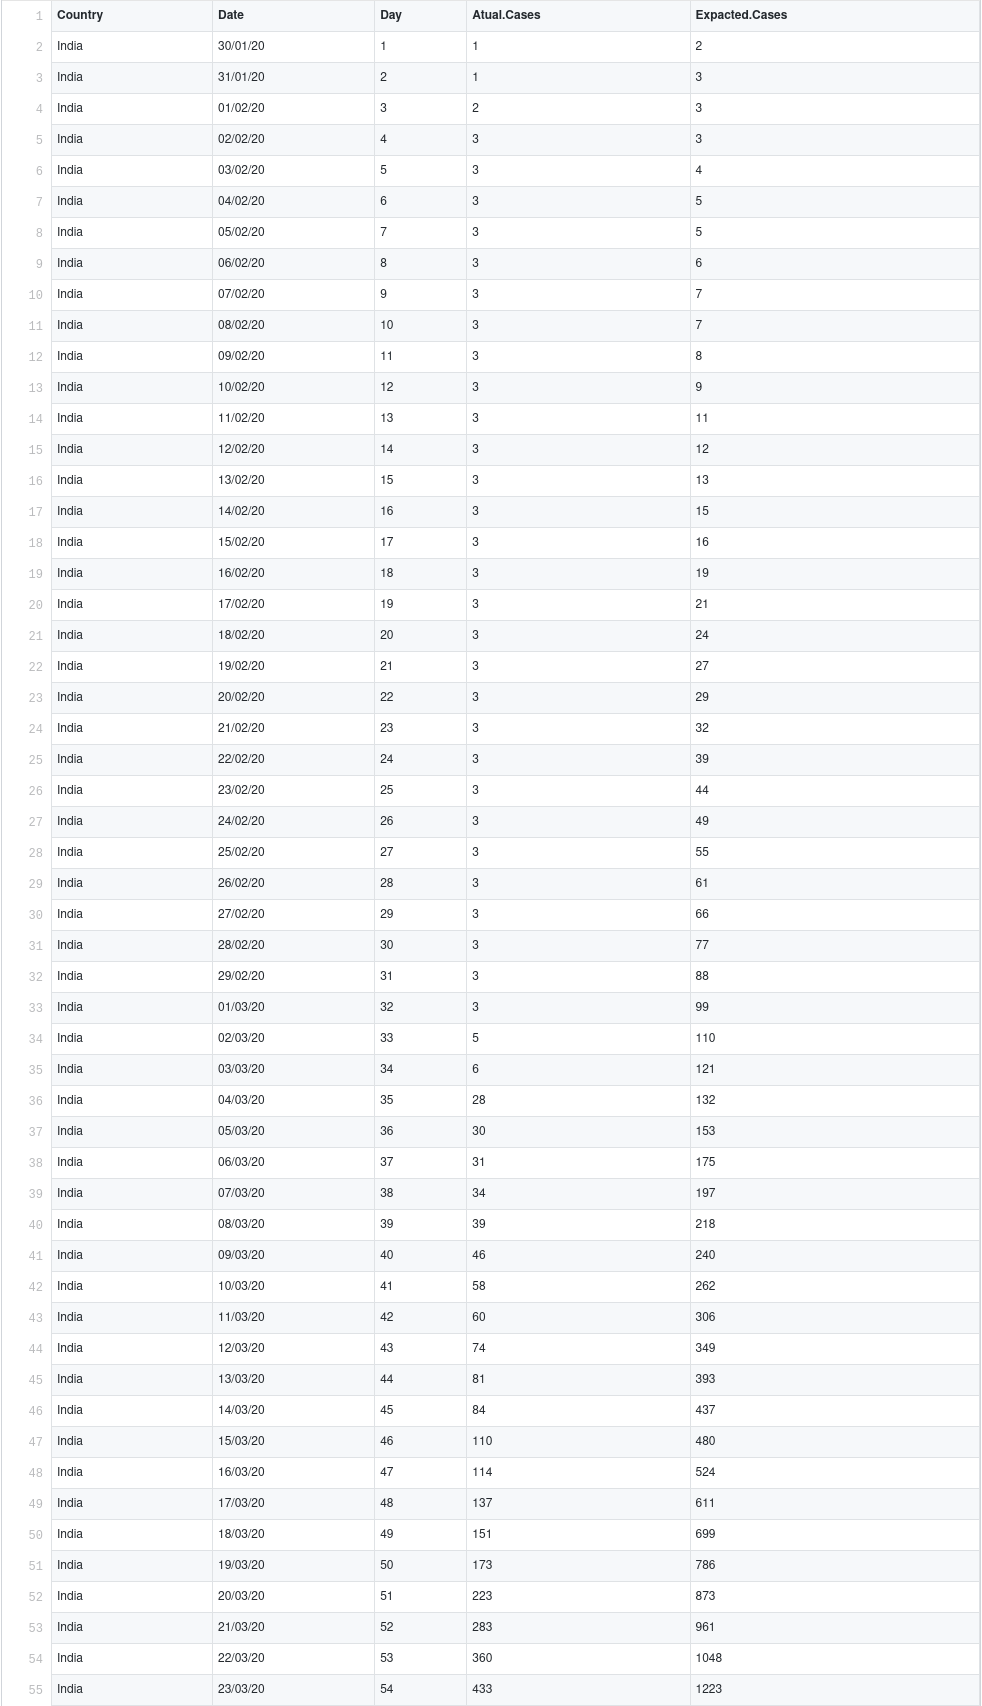 1 Country Date Day Atual.Cases Expacted.Cases
2 India 30/01/20 1 1 2
3 India 31/01/20 2 1 3
4 India 01/02/20 3 2 3
5 India 02/02/20 4 3 3
6 India 03/02/20 5 3 4
7 India 04/02/20 6 3 5
8 India 05/02/20 7 3 5
9 India 06/02/20 8 3 6
10 India 07/02/20 9 3 7
11 India 08/02/20 10 3 7
12 India 09/02/20 11 3 8
13 India 10/02/20 12 3 9
14 India 11/02/20 13 3 11
15 India 12/02/20 14 3 12
16 India 13/02/20 15 3 13
17 India 14/02/20 16 3 15
18 India 15/02/20 17 3 16
19 India 16/02/20 18 3 19
20 India 17/02/20 19 3 21
21 India 18/02/20 20 3 24
22 India 19/02/20 21 3 27
23 India 20/02/20 22 3 29
24 India 21/02/20 23 3 32
25 India 22/02/20 24 3 39
26 India 23/02/20 25 3 44
27 India 24/02/20 26 3 49
28 India 25/02/20 27 3 55
29 India 26/02/20 28 3 61
30 India 27/02/20 29 3 66
31 India 28/02/20 30 3 77
32 India 29/02/20 31 3 88
33 India 01/03/20 32 3 99
34 India 02/03/20 33 5 110
35 India 03/03/20 34 6 121
36 India 04/03/20 35 28 132
37 India 05/03/20 36 30 153
38 India 06/03/20 37 31 175
39 India 07/03/20 38 34 197
40 India 08/03/20 39 39 218
41 India 09/03/20 40 46 240
42 India 10/03/20 41 58 262
43 India 11/03/20 42 60 306
44 India 12/03/20 43 74 349
45 India 13/03/20 44 81 393
46 India 14/03/20 45 84 437
47 India 15/03/20 46 110 480
48 India 16/03/20 47 114 524
49 India 17/03/20 48 137 611
50 India 18/03/20 49 151 699
51 India 19/03/20 50 173 786
52 India 20/03/20 51 223 873
53 India 21/03/20 52 283 961
54 India 22/03/20 53 360 1048
55 India 23/03/20 54 433 1223